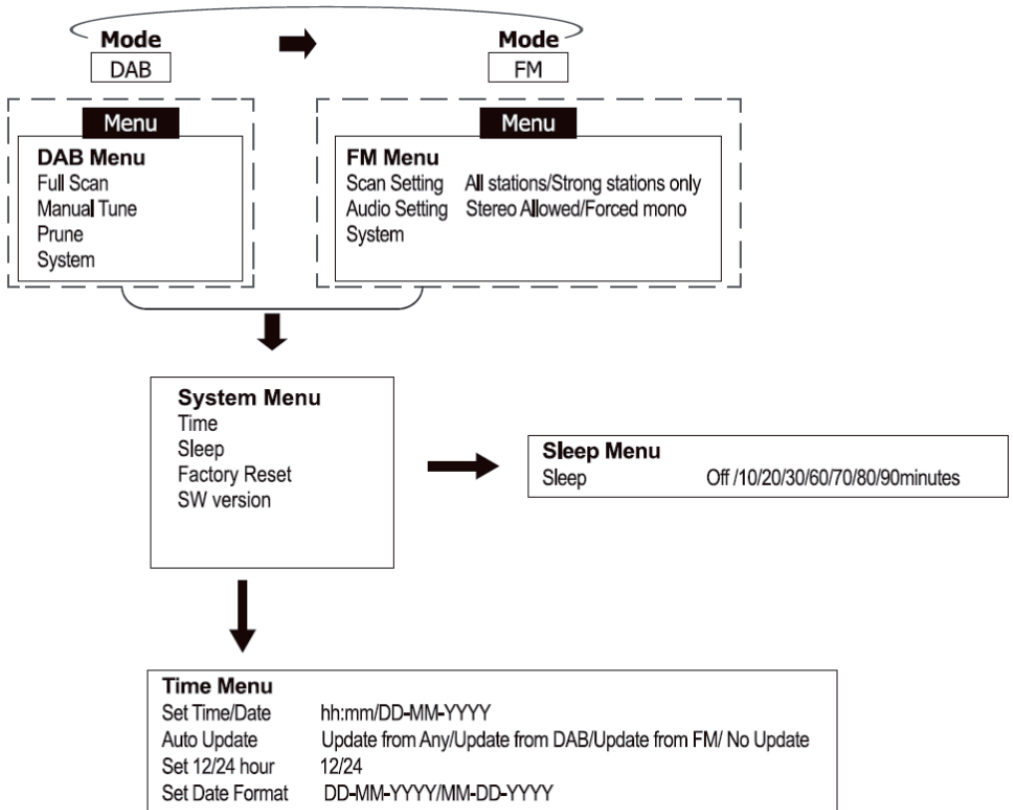 Mode
DAB
Mode
FM
Menu
DAB Menu
Full Scan
Manual Tune
Prune
System
Menu
FM Menu
Scan Setting All stations/Strong stations only
Audio Setting Stereo Allowed/Forced mono
System
System Menu
Time
Sleep
Factory Reset
SW version
Sleep Menu
Sleep Off /10/20/30/60/70/80/90minutes
Time Menu
Set Time/Date hh:mm/DD-MM-YYYY
Auto Update Update from Any/Update from DAB/Update from FM/ No Update
Set 12/24 hour 12/24
Set Date Format DD-MM-YYYY/MM-DD-YYYY